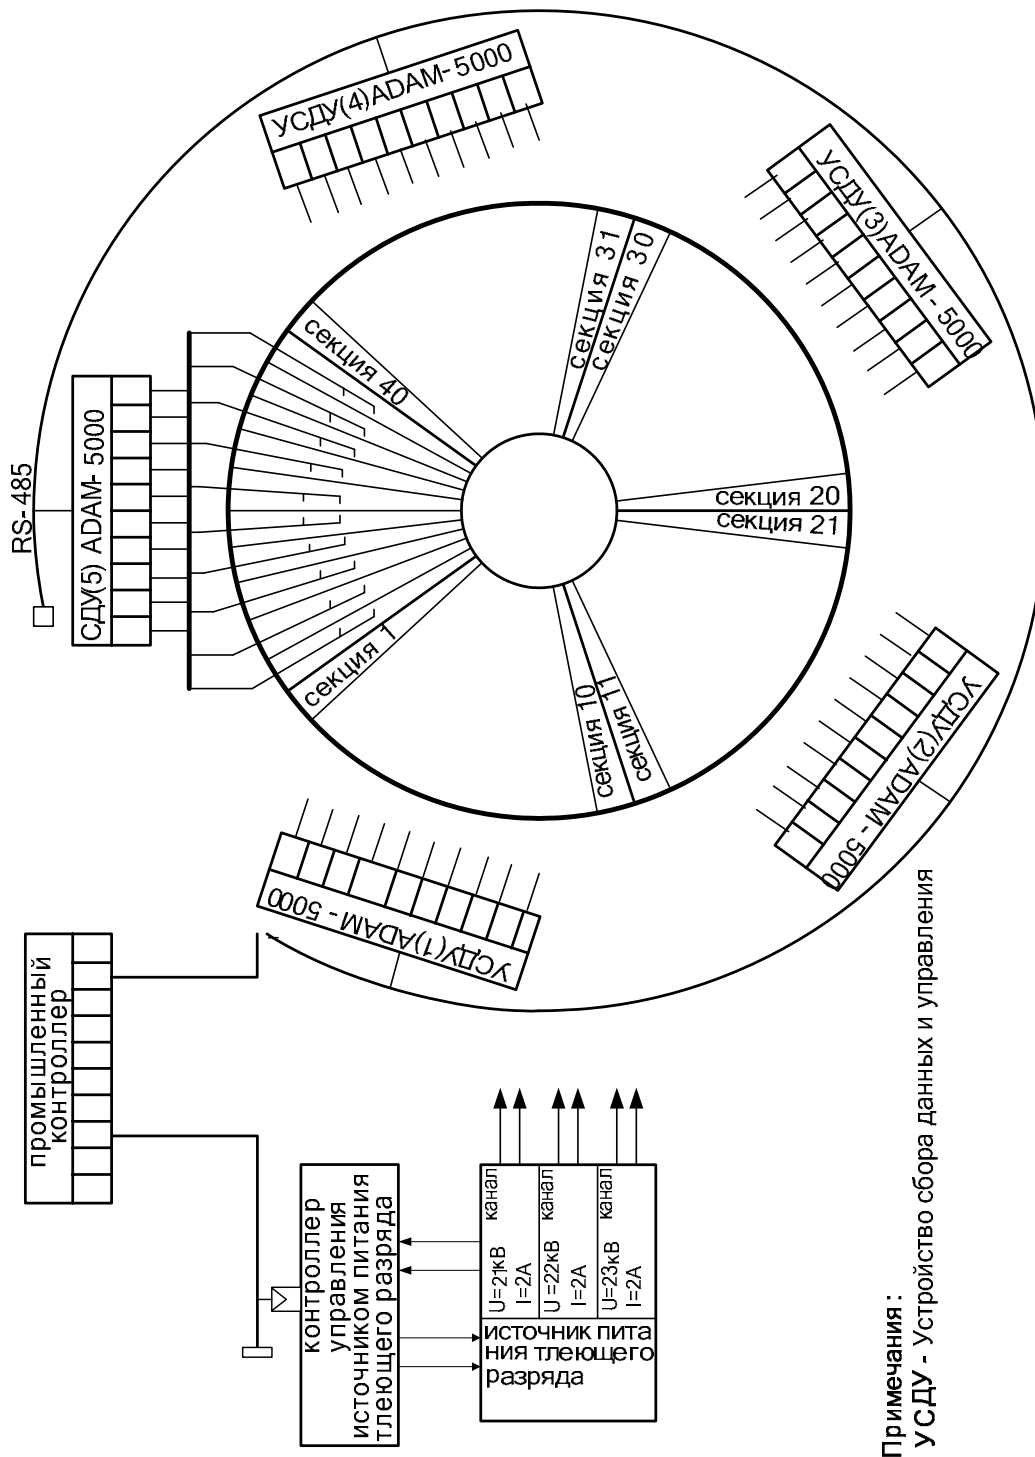 УСДУ(4)ADAM-5000
УСДУ(3)ADAM-5000
RS-485
СДУ(5) ADAM-5000
секция 40
секция 31
секция 30
секция 20
секция 21
секция 1
секция 10
секция 11
УСДУ(2)ADAM-5000
УСДУ(1)ADAM-5000
промышленный
контроллер
контроллер
управления
источником питания
тлеющего разряда
U=21кВ канал
I=2A
U=22кВ канал
I=2A
U=23кВ канал
I=2A
источник пита
ния тлеющего
разряда
Примечания:
УСДУ - Устройство сбора данных и управления